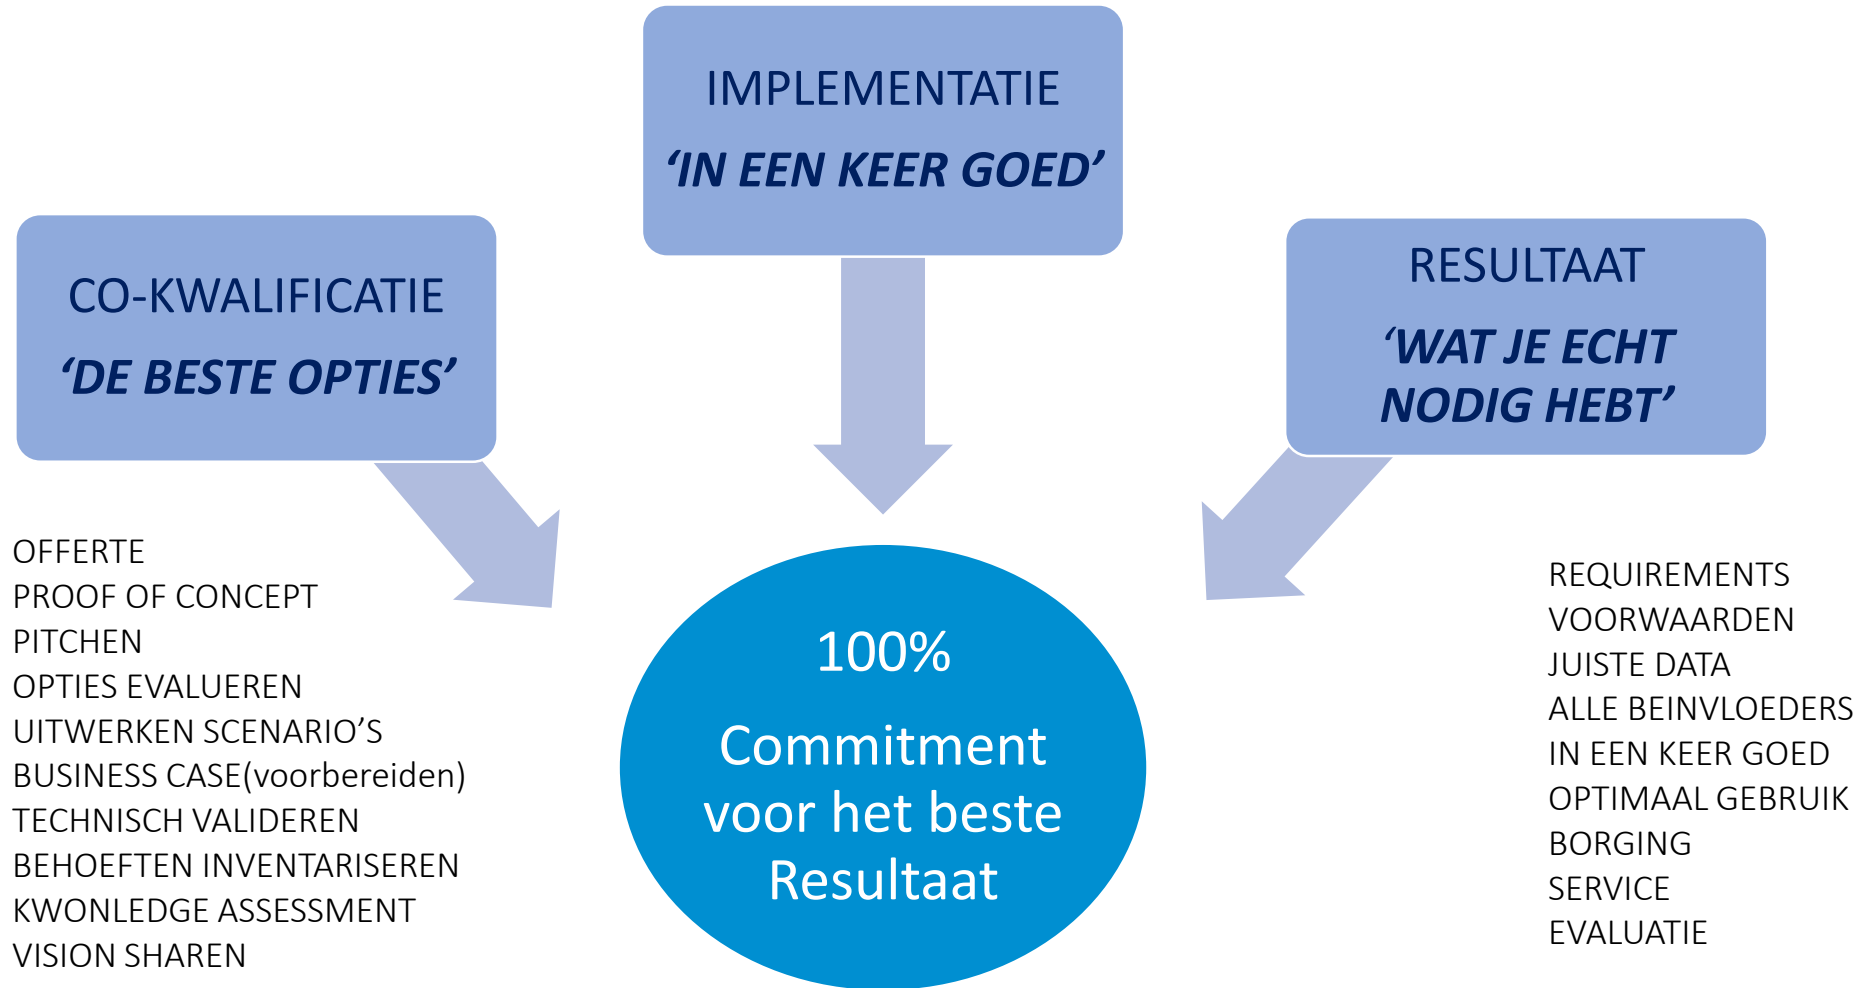 IMPLEMENTATIE
‘IN EEN KEER GOED’
CO-KWALIFICATIE
‘DE BESTE OPTIES’
RESULTAAT
‘WAT JE ECHT
NODIG HEBT’
OFFERTE
PROOF OF CONCEPT
PITCHEN
OPTIES EVALUEREN
UITWERKEN SCENARIO’S
BUSINESS CASE(voorbereiden)
TECHNISCH VALIDEREN
BEHOEFTEN INVENTARISEREN
KWONLEDGE ASSESSMENT
VISION SHAREN
100%
Commitment
voor het beste
Resultaat
REQUIREMENTS
VOORWAARDEN
JUISTE DATA
ALLE BEINVLOEDERS
IN EEN KEER GOED
OPTIMAAL GEBRUIK
BORGING
SERVICE
EVALUATIE